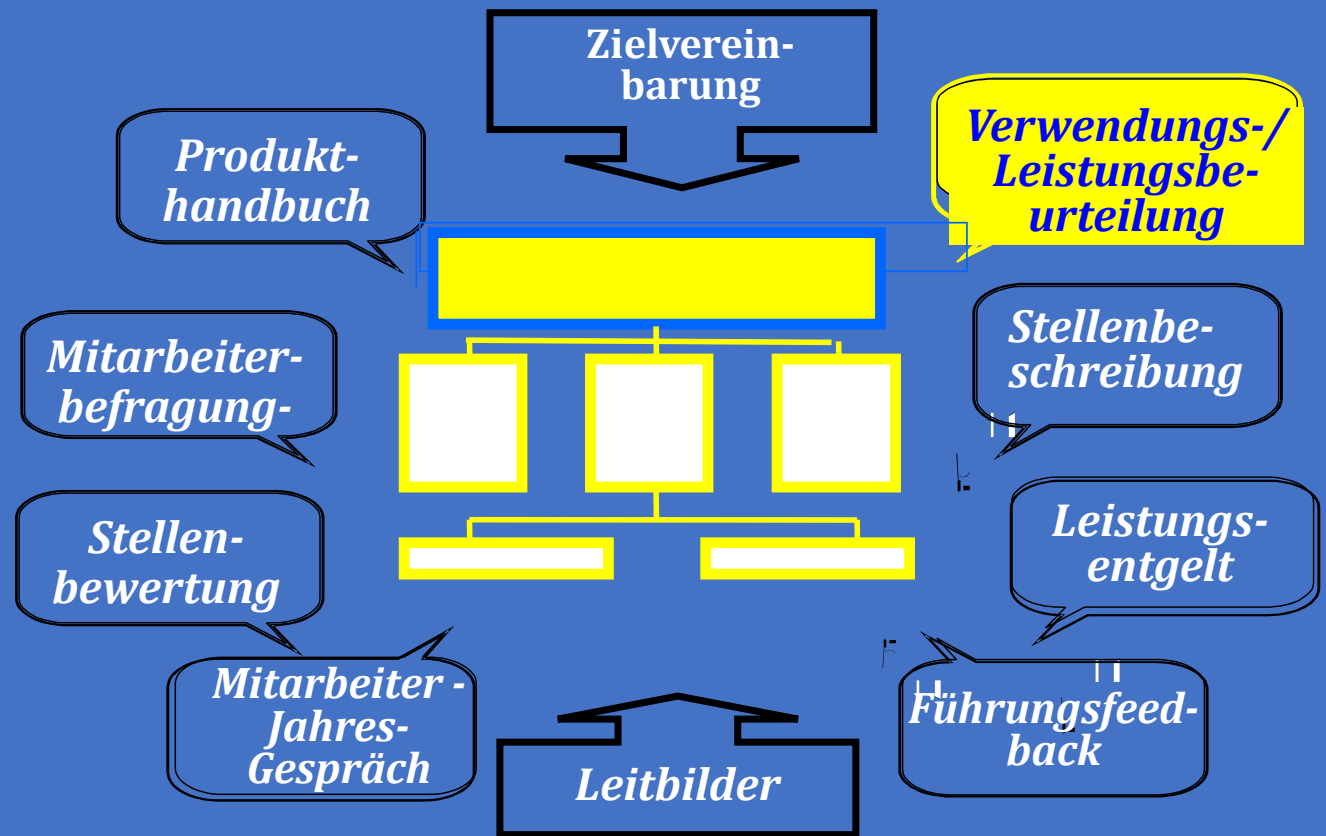 Zielverein-
barung
Produkt-
handbuch
Verwendungs-/
Leistungsbe-
urteilung
Mitarbeiter-
befragung-
Stellenbe-
schreibung
Stellen-
bewertung
Leistungs-
entgelt
Mitarbeiter -
Jahres-
Gespräch
Führungsfeed-
back
Leitbilder